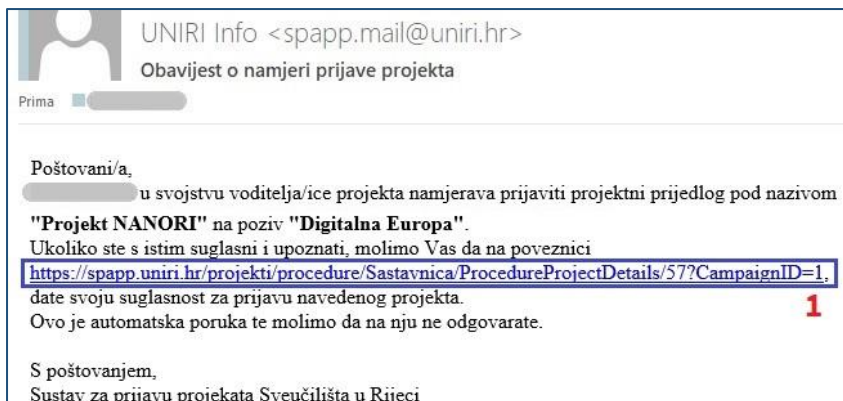 UNIRI Info <spapp.mail@uniri.hr>
Obavijest o namjeri prijave projekta
Prima
Poštovani/a,
u svojstvu voditelja/ice projekta namjerava prijaviti projektni prijedlog pod nazivom
"Projekt NANORI" na poziv "Digitalna Europa".
Ukoliko ste s istim suglasni i upoznati, molimo Vas da na poveznici
https://spapp.uniri.hr/projekti/procedure/Sastavnica/ProcedureProjectDetails/57?CampaignID=1,
date svoju suglasnost za prijavu navedenog projekta.
1
Ovo je automatska poruka te molimo da na nju ne odgovarate.
S poštovanjem,
Sustav za prijavu projekata Sveučilišta u Rijeci